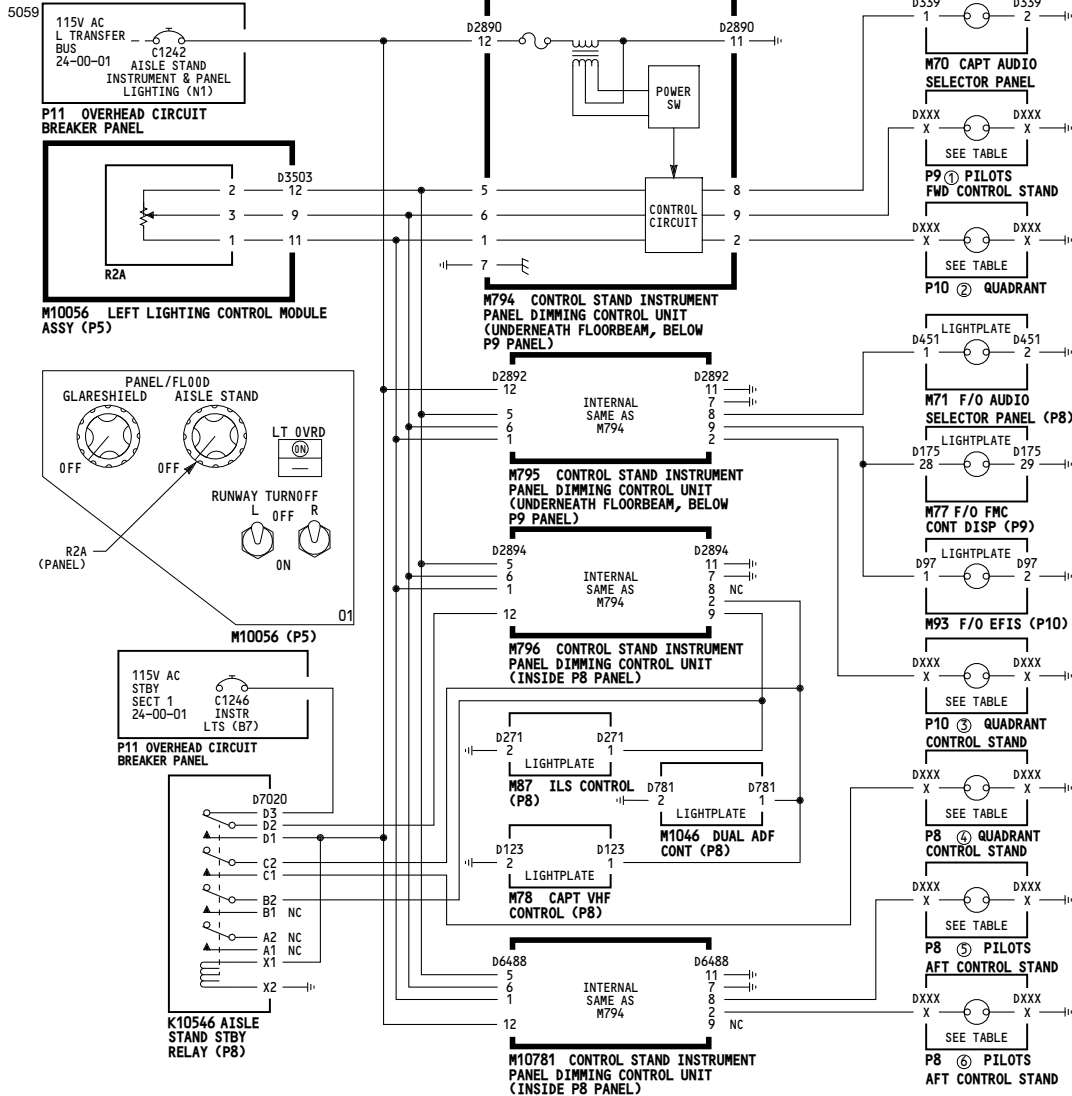 5059
115V AC
L TRANSFER
BUS
24-00-01
C1242
AISLE STAND
INSTRUMENT & PANEL
LIGHTING (N1)
P11 OVERHEAD CIRCUIT
BREAKER PANEL
D3503
2 12
3 9
1 11
R2A
M10056 LEFT LIGHTING CONTROL MODULE
ASSY (P5)
D2890 D2890
12 11
POWER
SW
5 8
6 9
1 2
7
CONTROL
CIRCUIT
M794 CONTROL STAND INSTRUMENT
PANEL DIMMING CONTROL UNIT
(UNDERNEATH FLOORBEAM, BELOW
P9 PANEL)
D339 D339
1 2
M70 CAPT AUDIO
SELECTOR PANEL
DXXX DXXX
X X
SEE TABLE
P9 ① PILOTS
FWD CONTROL STAND
DXXX DXXX
X X
SEE TABLE
P10 ② QUADRANT
PANEL/FLOOD
GLARESHIELD AISLE STAND
OFF OFF
LT OVRD
ON
RUNWAY TURNOFF
L OFF R
ON
R2A
(PANEL)
01
M10056 (P5)
D2892 D2892
12 11
7
5 8
6 9
1 2
INTERNAL
SAME AS
M794
M795 CONTROL STAND INSTRUMENT
PANEL DIMMING CONTROL UNIT
(UNDERNEATH FLOORBEAM, BELOW
P9 PANEL)
LIGHTPLATE
D451 D451
1 2
M71 F/O AUDIO
SELECTOR PANEL (P8)
LIGHTPLATE
D175 D175
28 29
M77 F/O FMC
CONT DISP (P9)
D2894 D2894
5 11
6 7
1 8 NC
2
12 9
INTERNAL
SAME AS
M794
M796 CONTROL STAND INSTRUMENT
PANEL DIMMING CONTROL UNIT
(INSIDE P8 PANEL)
LIGHTPLATE
D97 D97
1 2
M93 F/O EFIS (P10)
DXXX DXXX
X X
SEE TABLE
P10 ③ QUADRANT
CONTROL STAND
115V AC
STBY
SECT 1
24-00-01
C1246
INSTR
LTS (B7)
P11 OVERHEAD CIRCUIT
BREAKER PANEL
D271 D271
2 1
LIGHTPLATE
M87 ILS CONTROL
(P8)
D781 D781
2 1
LIGHTPLATE
M1046 DUAL ADF
CONT (P8)
D123 D123
2 1
LIGHTPLATE
M78 CAPT VHF
CONTROL (P8)
DXXX DXXX
X X
SEE TABLE
P8 ④ QUADRANT
CONTROL STAND
D7020
D3
D2
D1
C2
C1
B2
B1 NC
A2 NC
A1 NC
X1
X2
K10546 AISLE
STAND STBY
RELAY (P8)
DXXX DXXX
X X
SEE TABLE
P8 ⑤ PILOTS
AFT CONTROL STAND
D6488 D6488
5 11
6 7
1 8
2
12 9 NC
INTERNAL
SAME AS
M794
M10781 CONTROL STAND INSTRUMENT
PANEL DIMMING CONTROL UNIT
(INSIDE P8 PANEL)
DXXX DXXX
X X
SEE TABLE
P8 ⑥ PILOTS
AFT CONTROL STAND